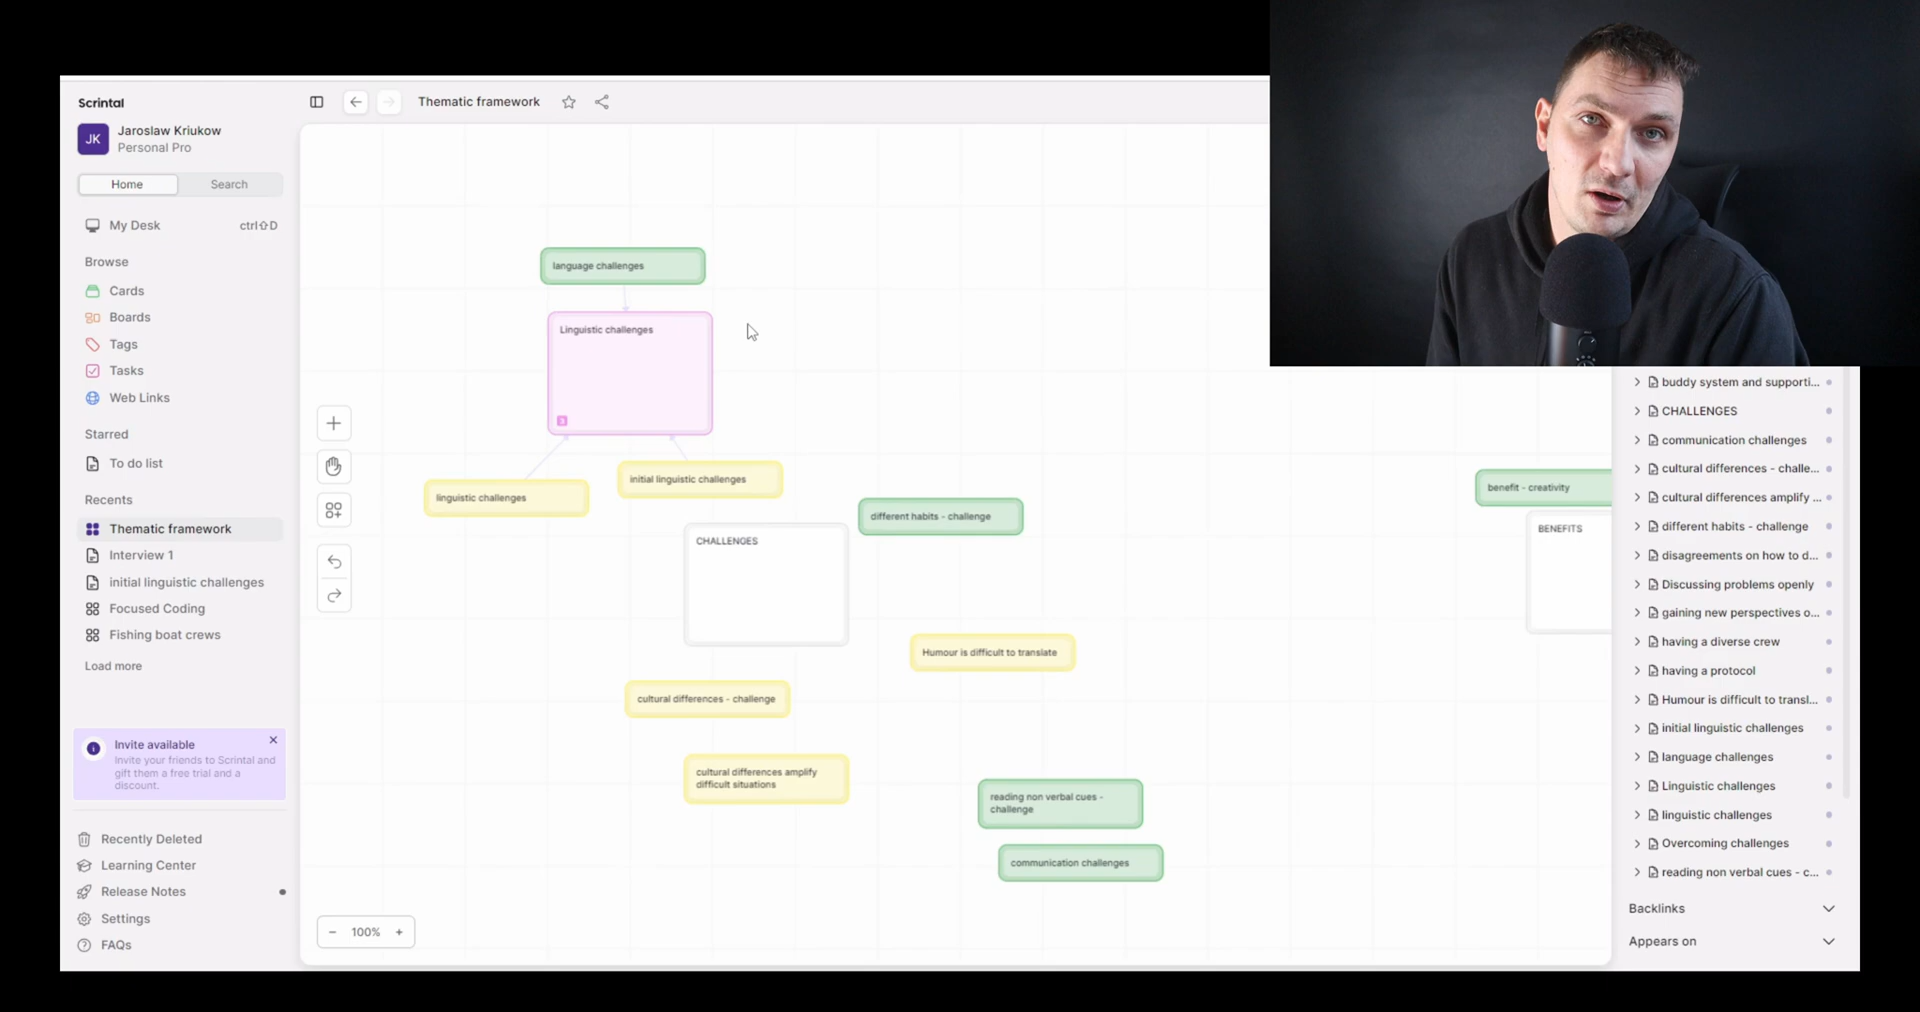 Scrintal
JK
Jaroslaw Kriukow
Personal Pro
Home
Search
My Desk
ctrl⇧D
Browse
Cards
Boards
Tags
Tasks
Web Links
Starred
To do list
Recents
Thematic framework
Interview 1
initial linguistic challenges
Focused Coding
Fishing boat crews
Load more
Invite available
Invite your friends to Scrintal and
gift them a free trial and a
discount.
Recently Deleted
Learning Center
Release Notes
Settings
FAQs
Thematic framework
language challenges
Linguistic challenges
3
linguistic challenges
initial linguistic challenges
different habits - challenge
CHALLENGES
Humour is difficult to translate
cultural differences - challenge
cultural differences amplify
difficult situations
reading non verbal cues -
challenge
communication challenges
benefit - creativity
BENEFITS
− 100% +
buddy system and supporti...
CHALLENGES
communication challenges
cultural differences - challe...
cultural differences amplify ...
different habits - challenge
disagreements on how to d...
Discussing problems openly
gaining new perspectives o...
having a diverse crew
having a protocol
Humour is difficult to transl...
initial linguistic challenges
language challenges
Linguistic challenges
linguistic challenges
Overcoming challenges
reading non verbal cues - c...
Backlinks
Appears on